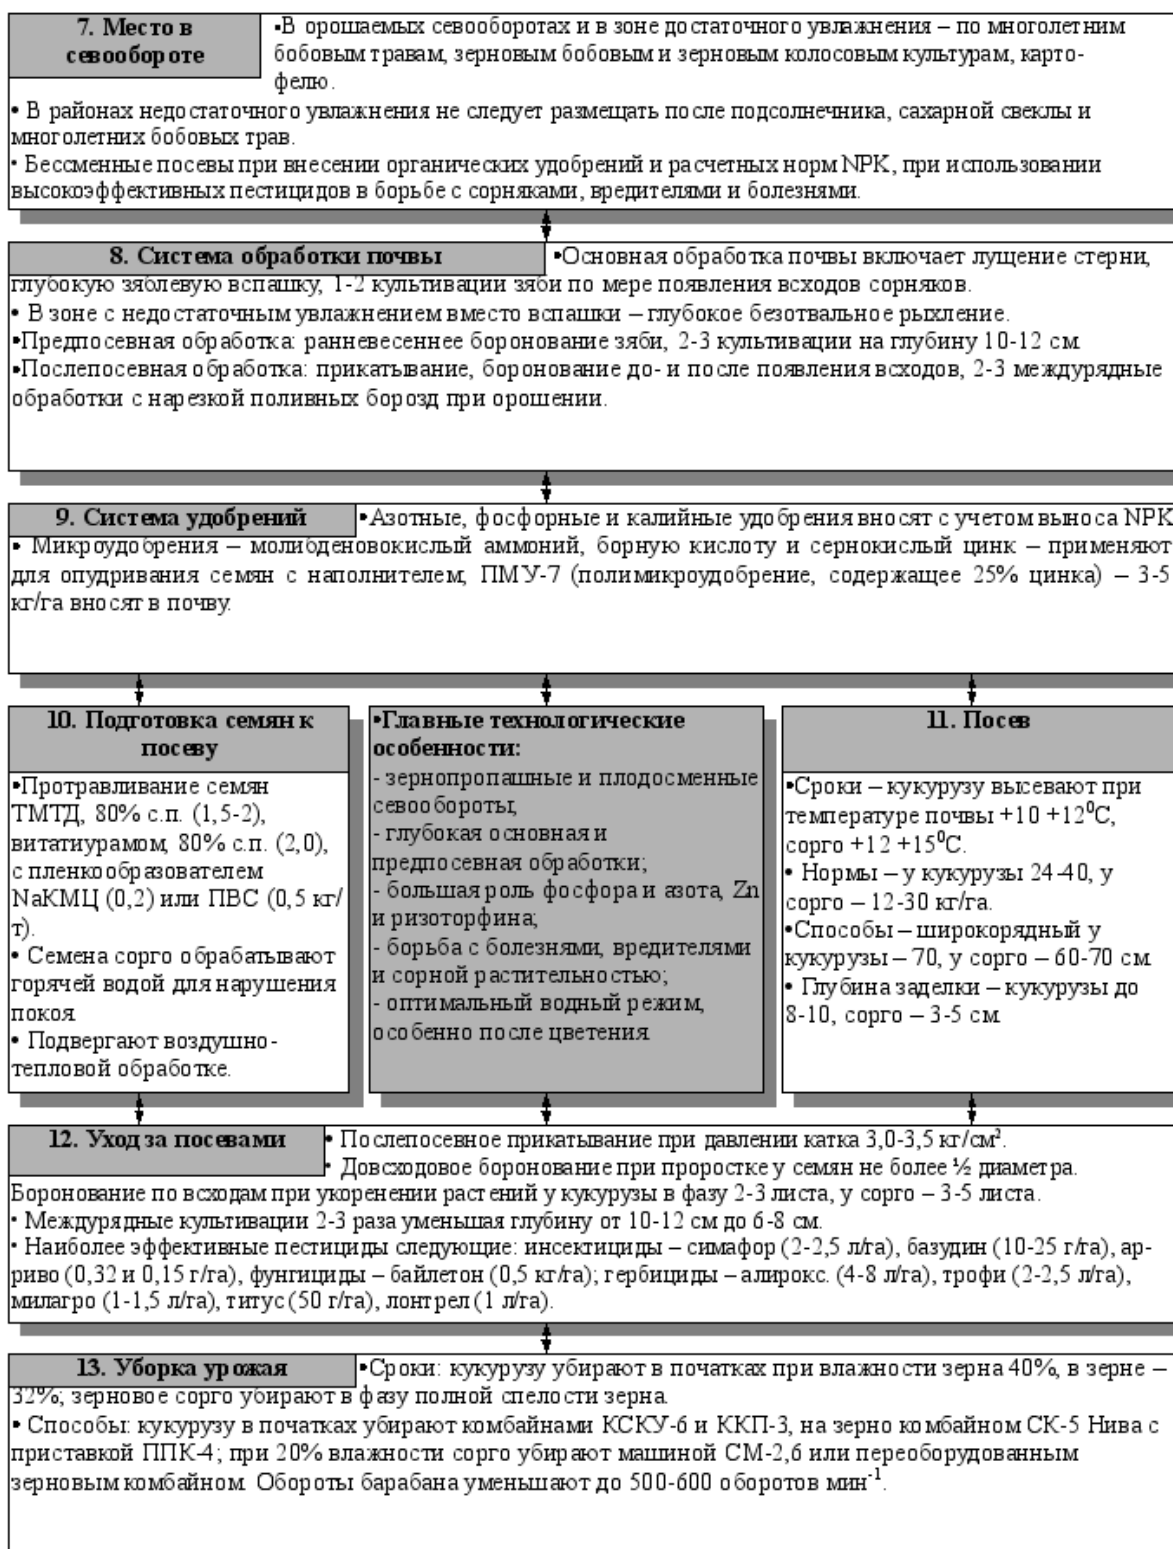 7. Место в
севообороте
▪В орошаемых севооборотах и в зоне достаточного увлажнения – по многолетним
бобовым травам, зерновым бобовым и зерновым колосовым культурам, карто-
фелю.
• В районах недостаточного увлажнения не следует размещать после подсолнечника, сахарной свеклы и
многолетних бобовых трав.
• Бессменные посевы при внесении органических удобрений и расчетных норм NPK, при использовании
высокоэффективных пестицидов в борьбе с сорняками, вредителями и болезнями.
8. Система обработки почвы
•Основная обработка почвы включает лущение стерни,
глубокую зяблевую вспашку, 1-2 культивации зяби по мере появления всходов сорняков.
• В зоне с недостаточным увлажнением вместо вспашки – глубокое безотвальное рыхление.
•Предпосевная обработка: ранневесеннее боронование зяби, 2-3 культивации на глубину 10-12 см.
•Послепосевная обработка: прикатывание, боронование до- и после появления всходов, 2-3 междурядные
обработки с нарезкой поливных борозд при орошении.
9. Система удобрений
•Азотные, фосфорные и калийные удобрения вносят с учетом выноса NPK
• Микроудобрения – молибденовокислый аммоний, борную кислоту и сернокислый цинк – применяют
для опудривания семян с наполнителем; ПМУ-7 (полимикроудобрение, содержащее 25% цинка) – 3-5
кг/га вносят в почву.
10. Подготовка семян к
посеву
•Протравливание семян
ТМТД, 80% с.п. (1,5-2),
витатиурамом, 80% с.п. (2,0),
с пленкообразователем
NaКМЦ (0,2) или ПВС (0,5 кг/
т).
• Семена сорго обрабатывают
горячей водой для нарушения
покоя.
• Подвергают воздушно-
тепловой обработке.
•Главные технологические
особенности:
- зернопропашные и плодосменные
севообороты;
- глубокая основная и
предпосевная обработки;
- большая роль фосфора и азота, Zn
и ризоторфина;
- борьба с болезнями, вредителями
и сорной растительностью;
- оптимальный водный режим,
особенно после цветения.
11. Посев
•Сроки – кукурузу высевают при
температуре почвы +10 +12⁰С,
сорго +12 +15⁰С.
• Нормы – у кукурузы 24-40, у
сорго – 12-30 кг/га.
•Способы – широкорядный у
кукурузы – 70, у сорго – 60-70 см.
• Глубина заделки – кукурузы до
8-10, сорго – 3-5 см.
12. Уход за посевами
• Послепосевное прикатывание при давлении катка 3,0-3,5 кг/см².
• Довсходовое боронование при проростке у семян не более ½ диаметра.
Боронование по всходам при укоренении растений у кукурузы в фазу 2-3 листа, у сорго – 3-5 листа.
• Междурядные культивации 2-3 раза уменьшая глубину от 10-12 см до 6-8 см.
• Наиболее эффективные пестициды следующие: инсектициды – симафор (2-2,5 л/га), базудин (10-25 г/га), ар-
риво (0,32 и 0,15 г/га), фунгициды – байлетон (0,5 кг/га); гербициды – алирокс. (4-8 л/га), трофи (2-2,5 л/га),
милагро (1-1,5 л/га), титус (50 г/га), лонтрел (1 л/га).
13. Уборка урожая
•Сроки: кукурузу убирают в початках при влажности зерна 40%, в зерне –
32%; зерновое сорго убирают в фазу полной спелости зерна.
• Способы: кукурузу в початках убирают комбайнами КСКУ-6 и ККП-3, на зерно комбайном СК-5 Нива с
приставкой ППК-4; при 20% влажности сорго убирают машиной СМ-2,6 или переоборудованным
зерновым комбайном. Обороты барабана уменьшают до 500-600 оборотов мин⁻¹.